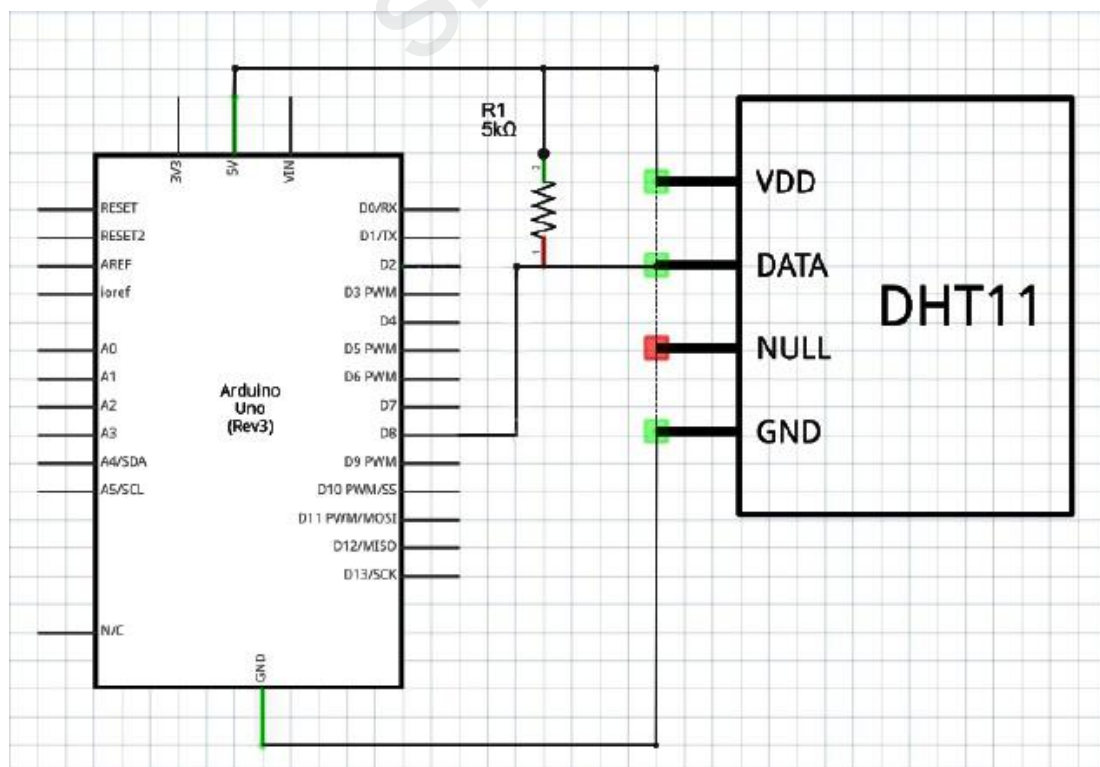 R1
5kΩ
3V3
5V
VIN
RESET
RESET2
AREF
ioref
A0
A1
A2
A3
A4/SDA
A5/SCL
N/C
Arduino
Uno
(Rev3)
D0/RX
D1/TX
D2
D3 PWM
D4
D5 PWM
D6 PWM
D7
D8
D9 PWM
D10 PWM/SS
D11 PWM/MOSI
D12/MISO
D13/SCK
GND
2
1
VDD
DATA
NULL
GND
DHT11